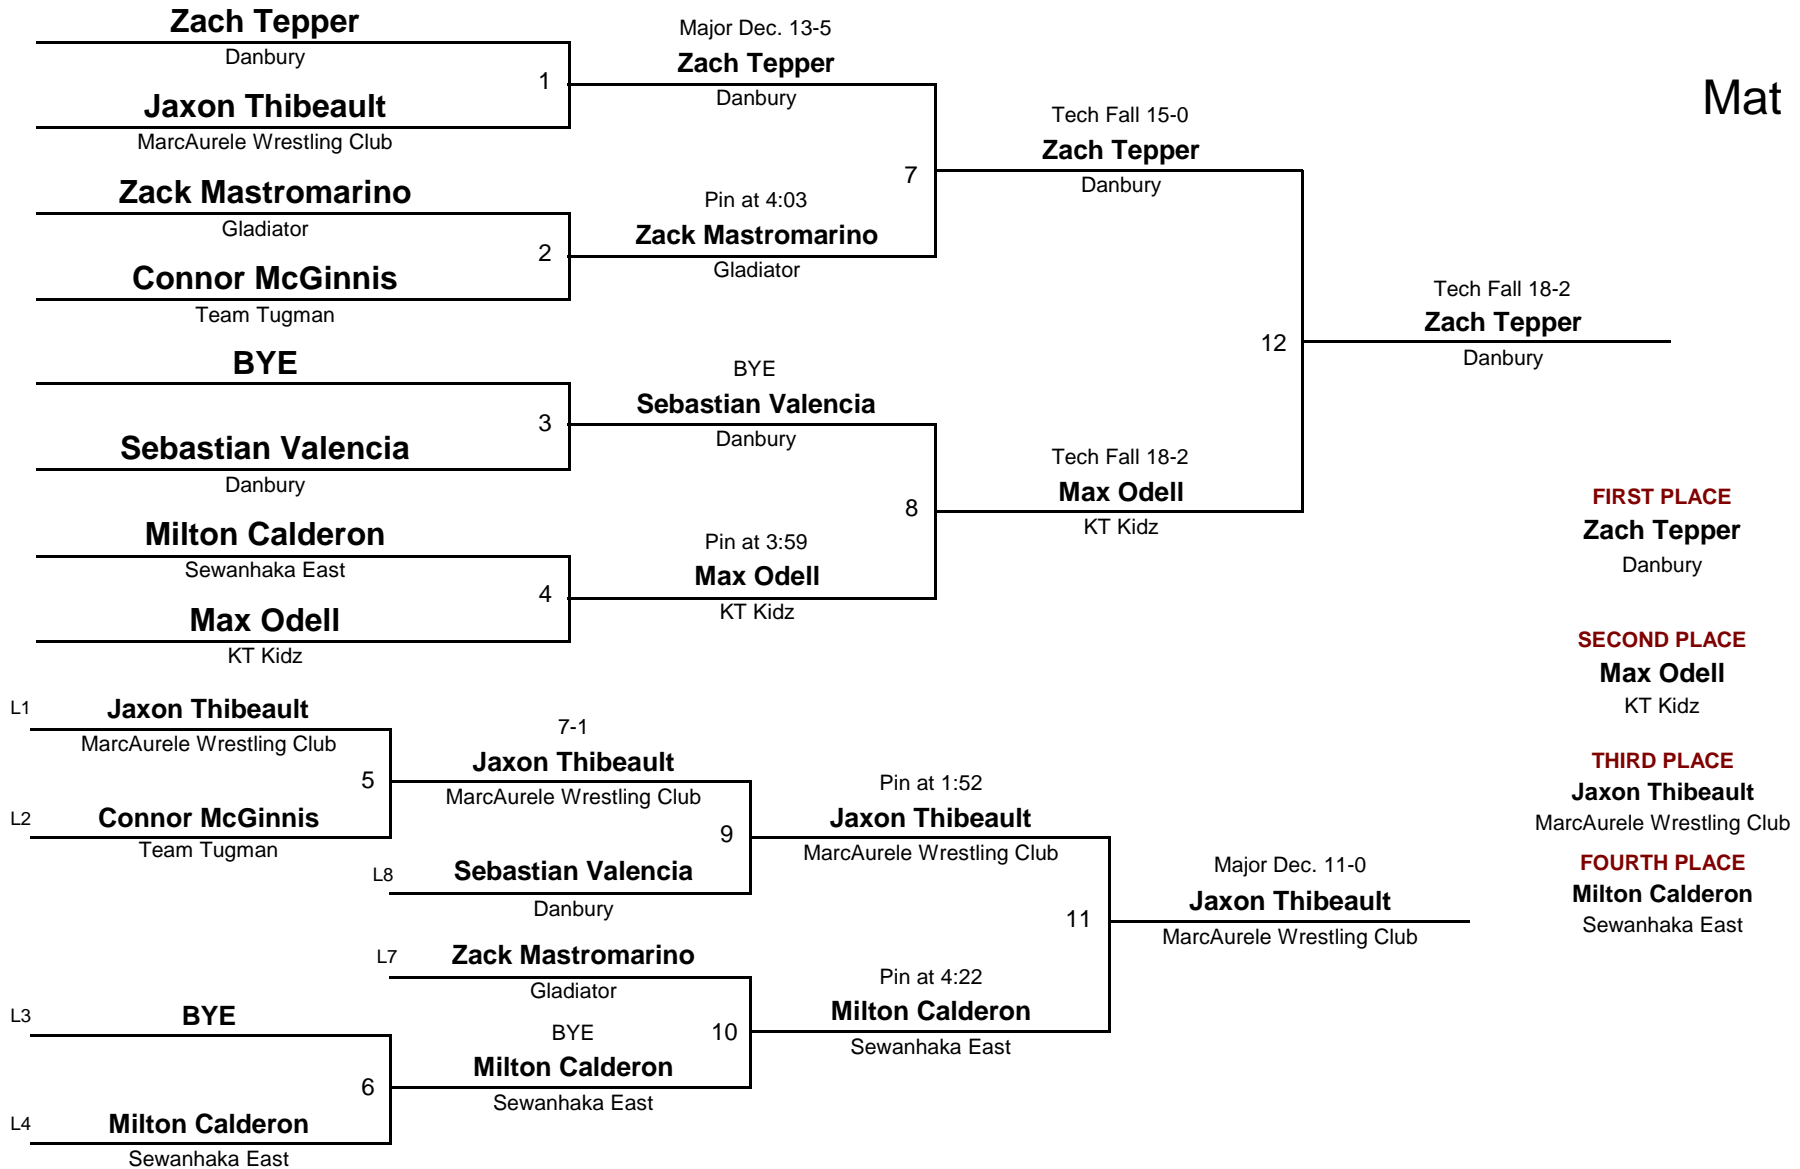 Zach Tepper
Danbury
1
Jaxon Thibeault
MarcAurele Wrestling Club
Zack Mastromarino
Gladiator
2
Connor McGinnis
Team Tugman
BYE
3
Sebastian Valencia
Danbury
Milton Calderon
Sewanhaka East
4
Max Odell
KT Kidz
Major Dec. 13-5
Zach Tepper
Danbury
7
Pin at 4:03
Zack Mastromarino
Gladiator
BYE
Sebastian Valencia
Danbury
8
Pin at 3:59
Max Odell
KT Kidz
Tech Fall 15-0
Zach Tepper
Danbury
12
Tech Fall 18-2
Max Odell
KT Kidz
Tech Fall 18-2
Zach Tepper
Danbury
Mat
L1
Jaxon Thibeault
MarcAurele Wrestling Club
5
L2
Connor McGinnis
Team Tugman
7-1
Jaxon Thibeault
MarcAurele Wrestling Club
9
L8
Sebastian Valencia
Danbury
L7
Zack Mastromarino
Gladiator
10
L3
BYE
6
L4
Milton Calderon
Sewanhaka East
BYE
Milton Calderon
Sewanhaka East
Pin at 1:52
Jaxon Thibeault
MarcAurele Wrestling Club
11
Pin at 4:22
Milton Calderon
Sewanhaka East
Major Dec. 11-0
Jaxon Thibeault
MarcAurele Wrestling Club
FIRST PLACE
Zach Tepper
Danbury
SECOND PLACE
Max Odell
KT Kidz
THIRD PLACE
Jaxon Thibeault
MarcAurele Wrestling Club
FOURTH PLACE
Milton Calderon
Sewanhaka East